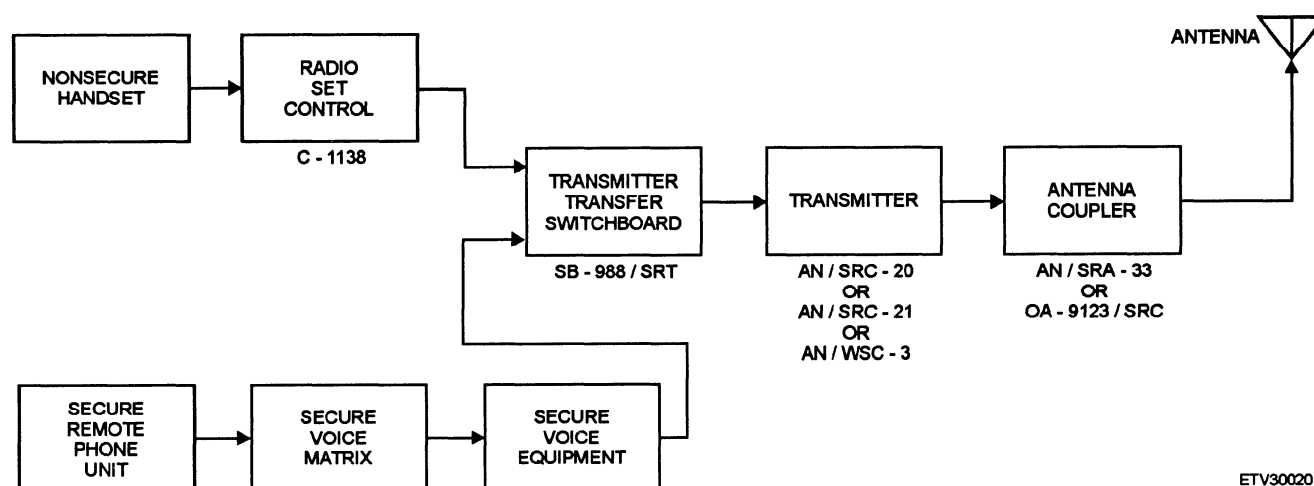 ANTENNA
NONSECURE
HANDSET
RADIO
SET
CONTROL
C - 1138
TRANSMITTER
TRANSFER
SWITCHBOARD
SB - 988 / SRT
TRANSMITTER
AN / SRC - 20
OR
AN / SRC - 21
OR
AN / WSC - 3
ANTENNA
COUPLER
AN / SRA - 33
OR
OA - 9123 / SRC
SECURE
REMOTE
PHONE
UNIT
SECURE
VOICE
MATRIX
SECURE
VOICE
EQUIPMENT
ETV30020